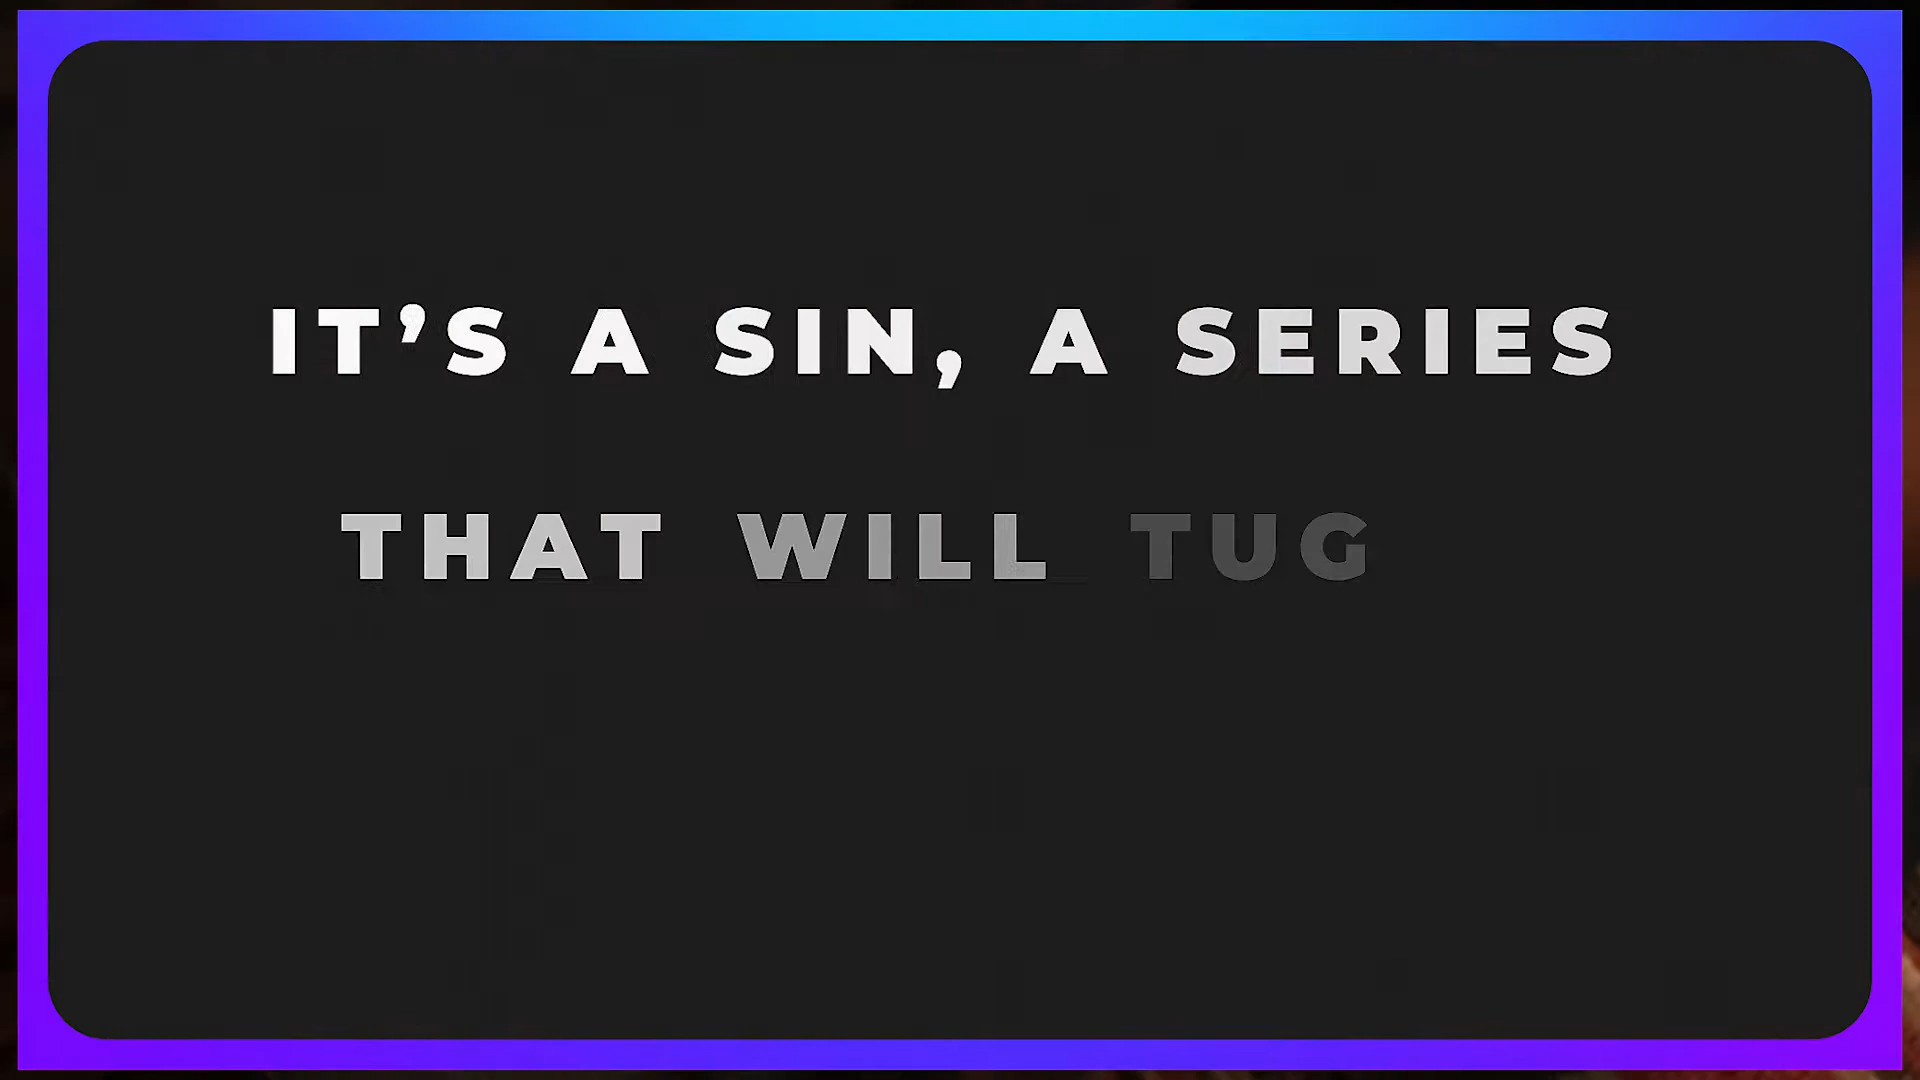 IT’S A SIN, A SERIES
THAT WILL TUG